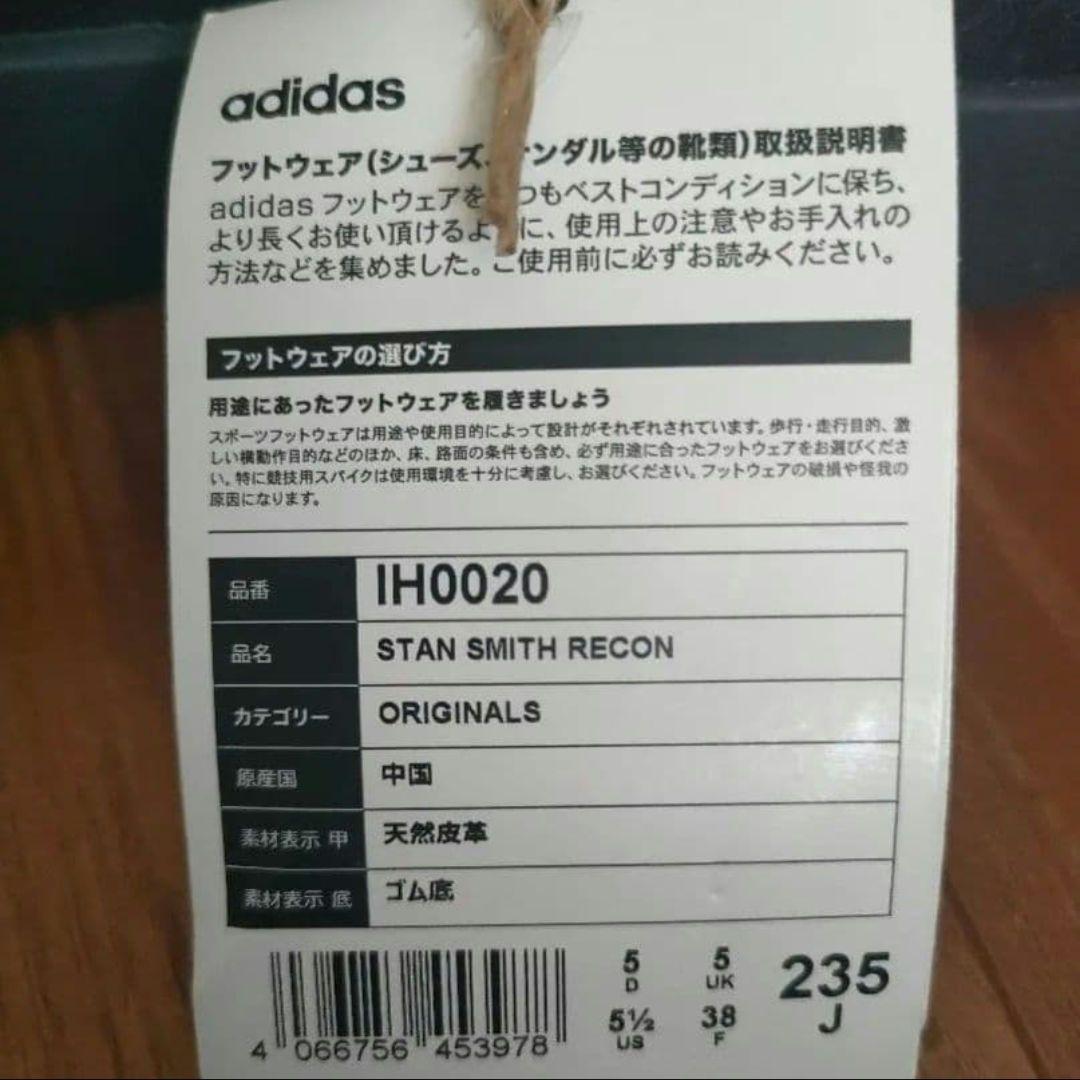 adidas
フットウェア(シューズ、サンダル等の靴類)取扱説明書
adidas フットウェアをいつもベストコンディションに保ち、
より長くお使い頂けるように、使用上の注意やお手入れの
方法などを集めました。ご使用前に必ずお読みください。
フットウェアの選び方
用途にあったフットウェアを履きましょう
スポーツフットウェアは用途や使用目的によって設計がそれぞれされています。歩行・走行目的、激
しい横動作目的などのほか、床、路面の条件も含め、必ず用途に合ったフットウェアをお選びくださ
い。特に競技用スパイクは使用環境を十分に考慮し、お選びください。フットウェアの破損や怪我の
原因になります。
品番 IH0020
品名 STAN SMITH RECON
カテゴリー ORIGINALS
原産国 中国
素材表示 甲 天然皮革
素材表示 底 ゴム底
5 5 235
D UK J
5½ 38
US F
4 066756 453978